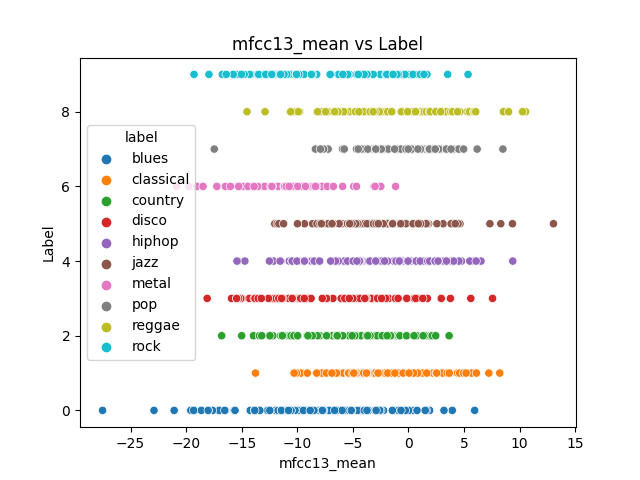 mfcc13_mean vs Label
8
6
4
2
0
Label
label
blues
classical
country
disco
hiphop
jazz
metal
pop
reggae
rock
−25 −20 −15 −10 −5 0 5 10 15
mfcc13_mean